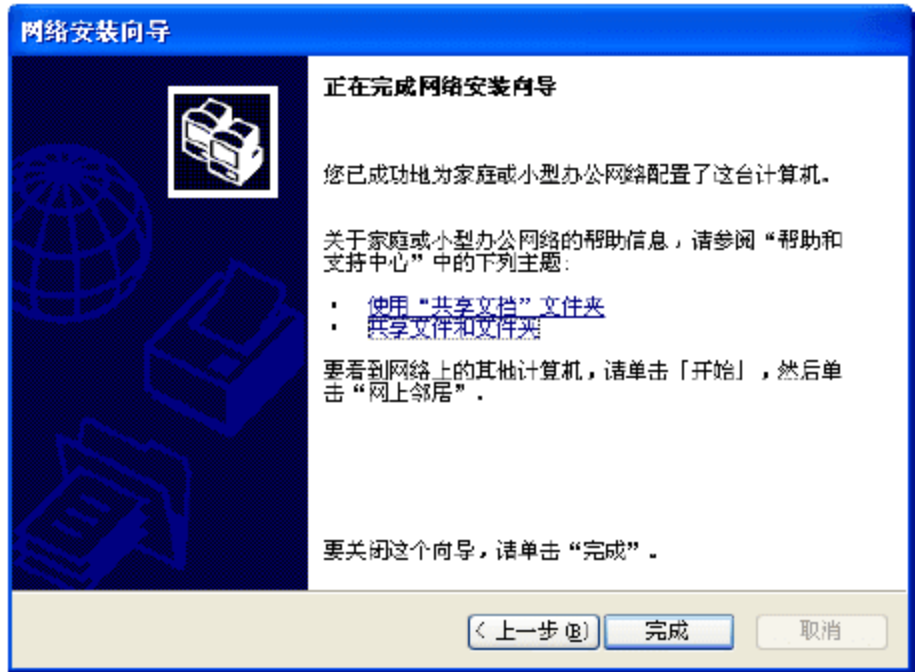 网络安装向导
正在完成网络安装向导
您已成功地为家庭或小型办公网络配置了这台计算机。
关于家庭或小型办公网络的帮助信息，请参阅“帮助和
支持中心”中的下列主题:
· 使用“共享文档”文件夹
· 共享文件和文件夹
要看到网络上的其他计算机，请单击「开始」，然后单
击“网上邻居”。
要关闭这个向导，请单击“完成”。
< 上一步(B) 完成 取消